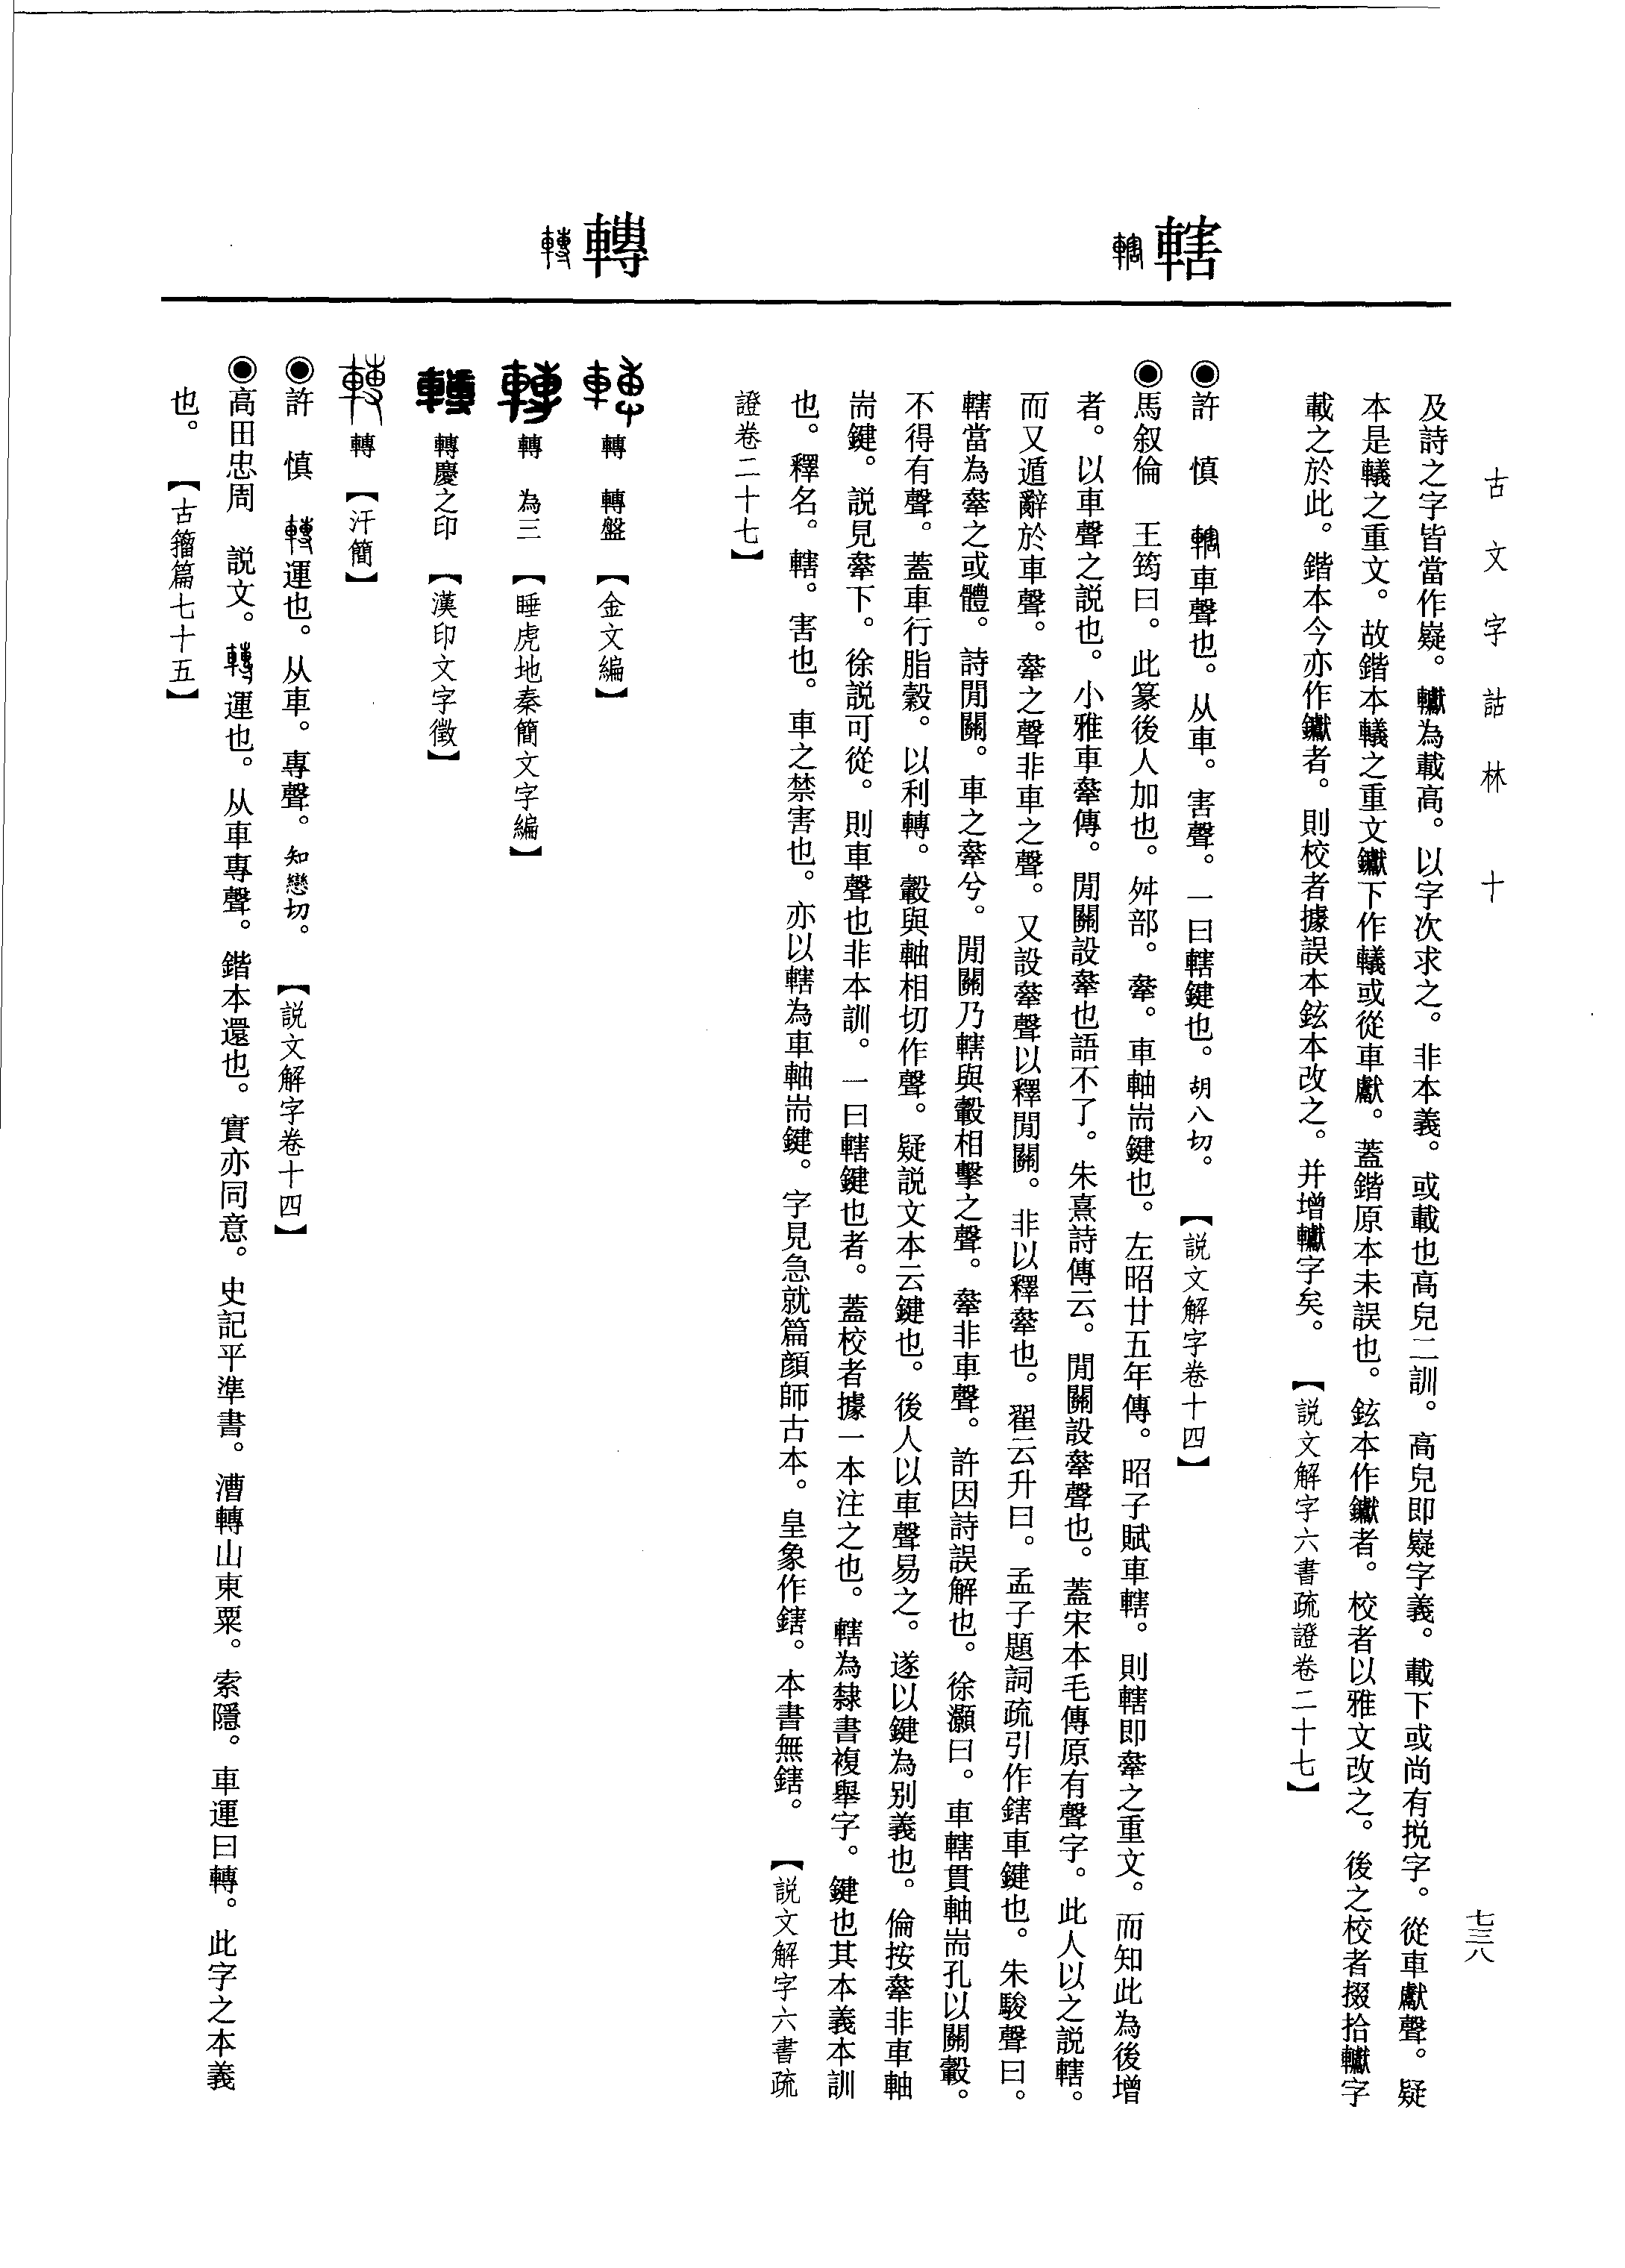 古文字詁林 十
七三八
及詩之字皆當作嶷。轙為載高。以字次求之。非本義。或載也高皃二訓。高皃即嶷字義。載下或尚有挩字。從車獻聲。疑
本是轙之重文。故鍇本轙之重文钀下作轙或從車獻。蓋鍇原本未誤也。鉉本作钀者。校者以雅文改之。後之校者掇拾𨏚字
載之於此。鍇本今亦作钀者。則校者據誤本鉉本改之。并增𨏚字矣。 【説文解字六書疏證卷二十七】
轄
◉許 慎 轄車聲也。从車。害聲。一曰轄鍵也。胡八切。 【説文解字卷十四】
◉馬叙倫 王筠曰。此篆後人加也。舛部。舝。車軸耑鍵也。左昭廿五年傳。昭子賦車轄。則轄即舝之重文。而知此為後增
者。以車聲之説也。小雅車舝傳。閒關設舝也語不了。朱熹詩傳云。閒關設舝聲也。蓋宋本毛傳原有聲字。此人以之説轄。
而又遁辭於車聲。舝之聲非車之聲。又設舝聲以釋閒關。非以釋舝也。翟云升曰。孟子題詞疏引作鎋車鍵也。朱駿聲曰。
轄當為舝之或體。詩閒關。車之舝兮。閒關乃轄與轂相擊之聲。舝非車聲。許因詩誤解也。徐灝曰。車轄貫軸耑孔以關轂。
不得有聲。蓋車行脂轂。以利轉。轂與軸相切作聲。疑説文本云鍵也。後人以車聲易之。遂以鍵為别義也。倫按舝非車軸
耑鍵。説見舝下。徐説可從。則車聲也非本訓。一曰轄鍵也者。蓋校者據一本注之也。轄為隸書複舉字。鍵也其本義本訓
也。釋名。轄。害也。車之禁害也。亦以轄為車軸耑鍵。字見急就篇顔師古本。皇象作鎋。本書無鎋。 【説文解字六書疏
證卷二十七】
轉
轉 轉盤 【金文編】
轉 為三 【睡虎地秦簡文字編】
轉慶之印 【漢印文字徵】
轉 【汗簡】
◉許 慎 轉運也。从車。專聲。知戀切。 【説文解字卷十四】
◉高田忠周 説文。轉運也。从車專聲。鍇本還也。實亦同意。史記平準書。漕轉山東粟。索隱。車運曰轉。此字之本義
也。 【古籀篇七十五】